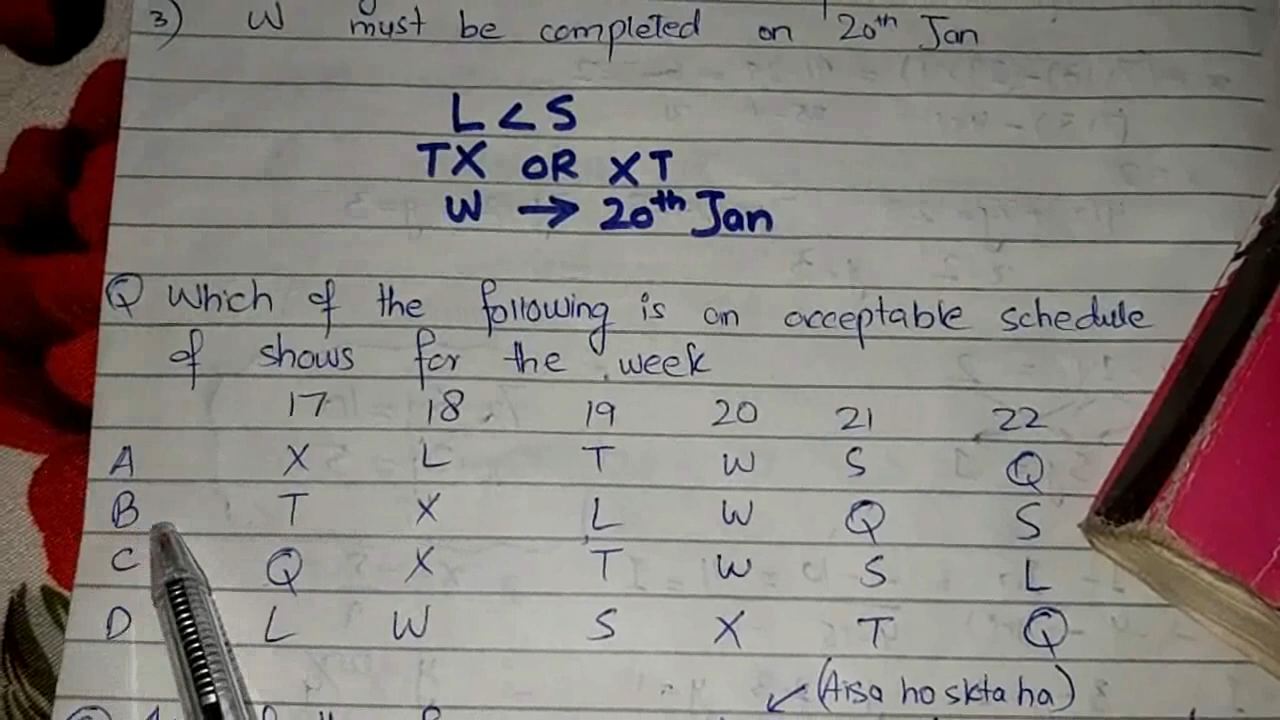 3) W must be completed on 20th Jan
L < S
TX OR XT
W → 20th Jan
Q Which of the following is an acceptable schedule
of shows for the week
17 18 19 20 21 22
A X L T W S Q
B T X L W Q S
C Q X T W S L
D L W S X T Q
(Aisa ho skta ha)